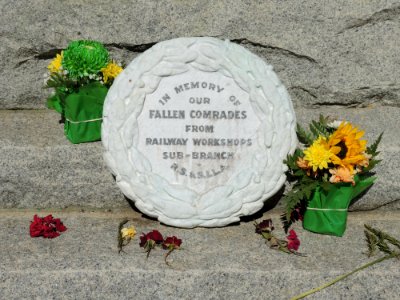 IN MEMORY OF
OUR
FALLEN COMRADES
FROM
RAILWAY WORKSHOPS
SUB-BRANCH
R.S.&S.I.L.A.